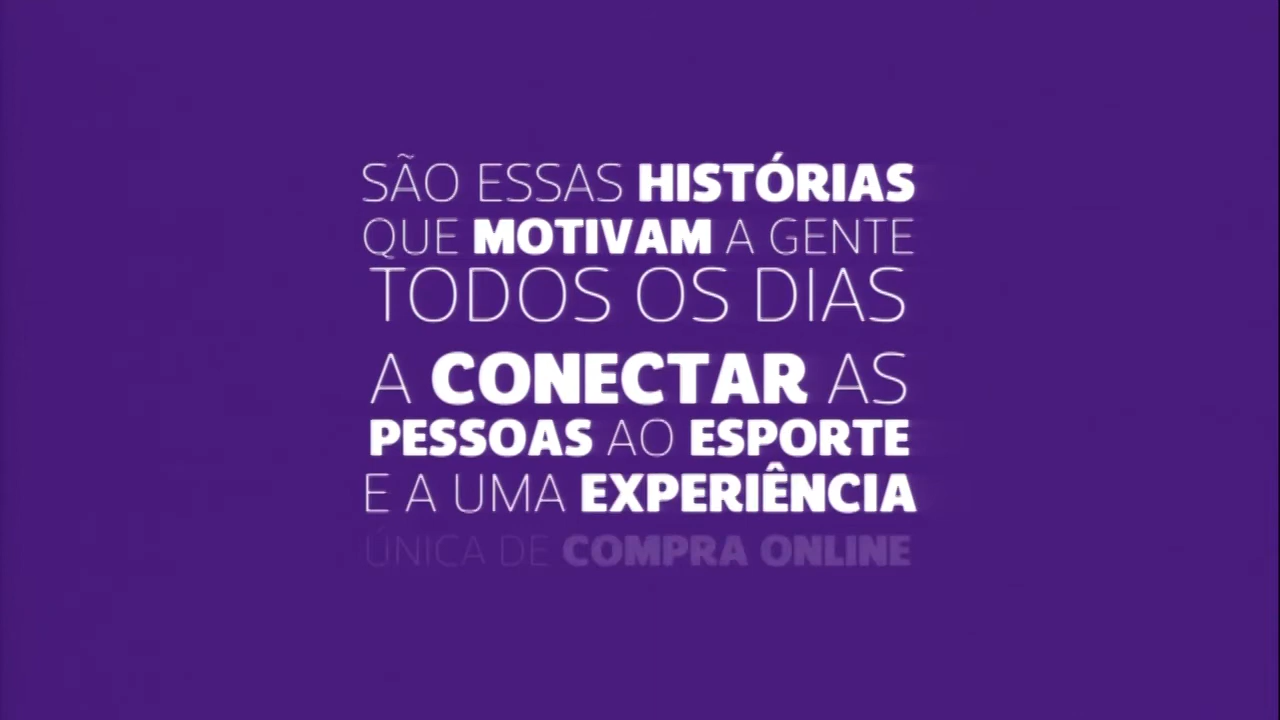 SÃO ESSAS HISTÓRIAS
QUE MOTIVAM A GENTE
TODOS OS DIAS
A CONECTAR AS
PESSOAS AO ESPORTE
E A UMA EXPERIÊNCIA
ÚNICA DE COMPRA ONLINE